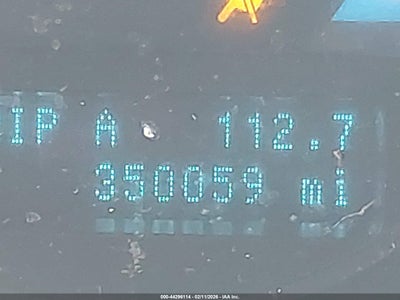 IP A 112.7
350059 mi
000-44296114 - 02/11/2026 - IAA Inc.